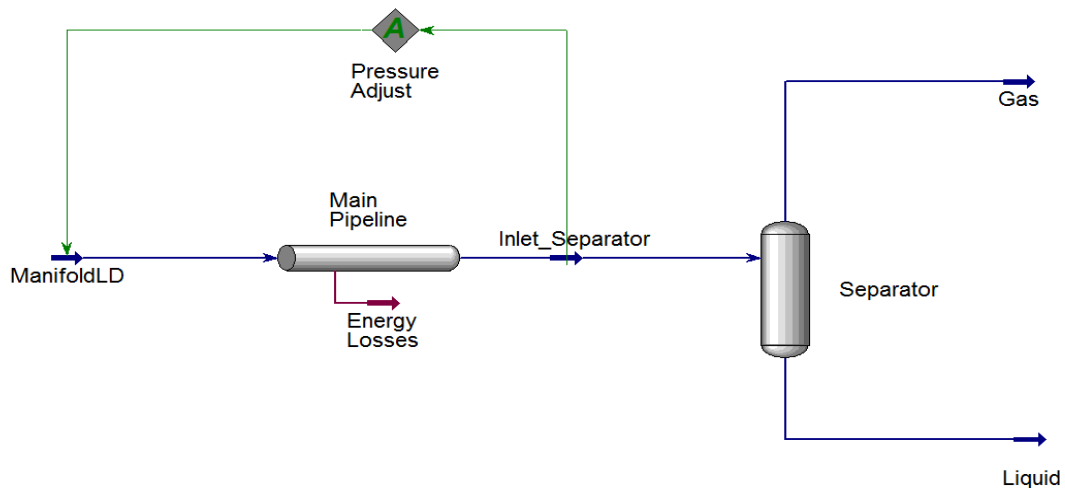 A
Pressure
Adjust
Gas
Main
Pipeline
Inlet_Separator
ManifoldLD
Separator
Energy
Losses
Liquid